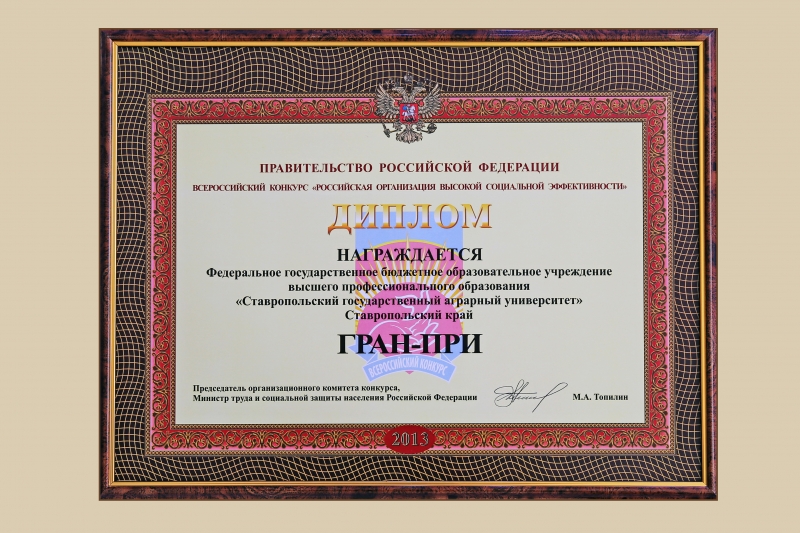 ПРАВИТЕЛЬСТВО РОССИЙСКОЙ ФЕДЕРАЦИИ
ВСЕРОССИЙСКИЙ КОНКУРС «РОССИЙСКАЯ ОРГАНИЗАЦИЯ ВЫСОКОЙ СОЦИАЛЬНОЙ ЭФФЕКТИВНОСТИ»
ДИПЛОМ
НАГРАЖДАЕТСЯ
Федеральное государственное бюджетное образовательное учреждение
высшего профессионального образования
«Ставропольский государственный аграрный университет»
Ставропольский край
ГРАН-ПРИ
ВСЕРОССИЙСКИЙ КОНКУРС
Председатель организационного комитета конкурса,
Министр труда и социальной защиты населения Российской Федерации М.А. Топилин
2013